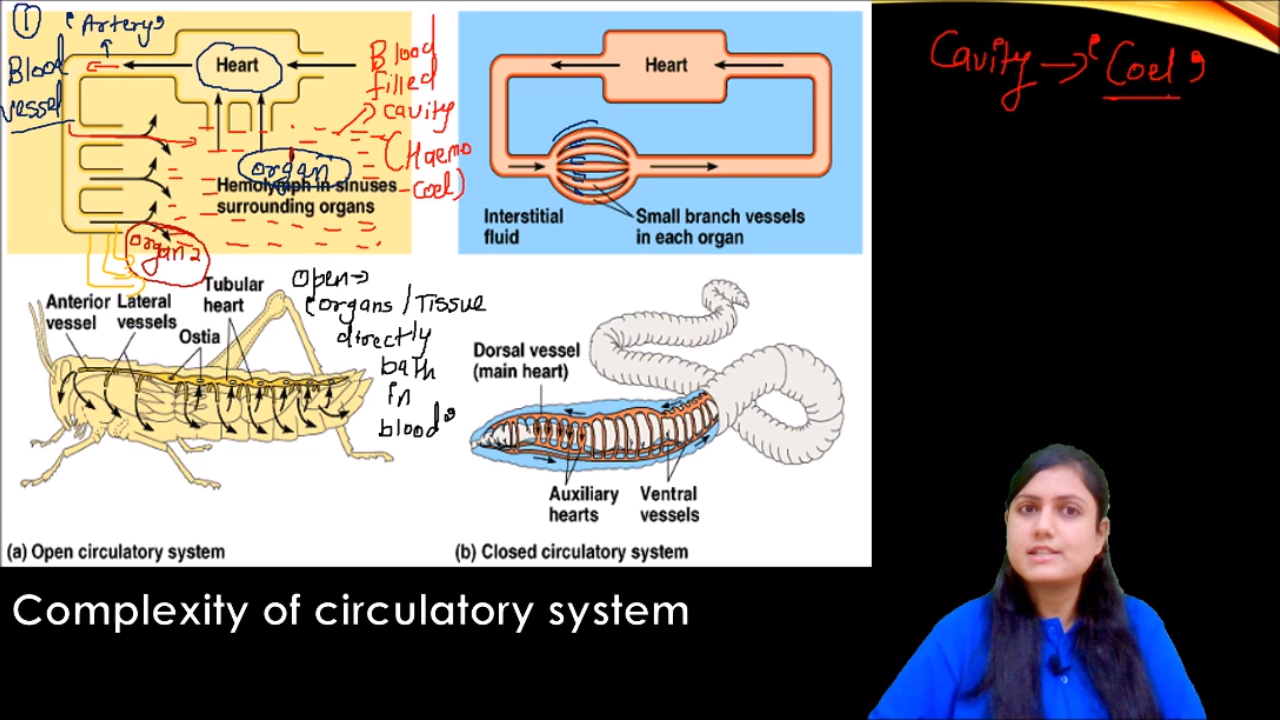 ① ‘Artery’
Blood
vessel
Heart
Blood
filled
cavity
(Haemo
-coel)
organ
Hemolymph in sinuses
surrounding organs
organ 2
Anterior
vessel
Lateral
vessels
Tubular
heart
Ostia
Open→
‘organs / Tissue
directly
bath
in
blood’
(a) Open circulatory system
Heart
Interstitial
fluid
Small branch vessels
in each organ
Dorsal vessel
(main heart)
Auxiliary
hearts
Ventral
vessels
(b) Closed circulatory system
Cavity → ‘Coel’
Complexity of circulatory system